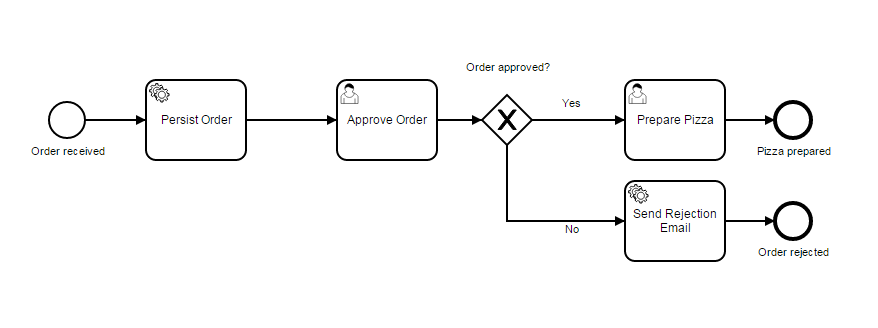 Order approved?
Order received
Persist Order
Approve Order
Yes
Prepare Pizza
Pizza prepared
No
Send Rejection
Email
Order rejected